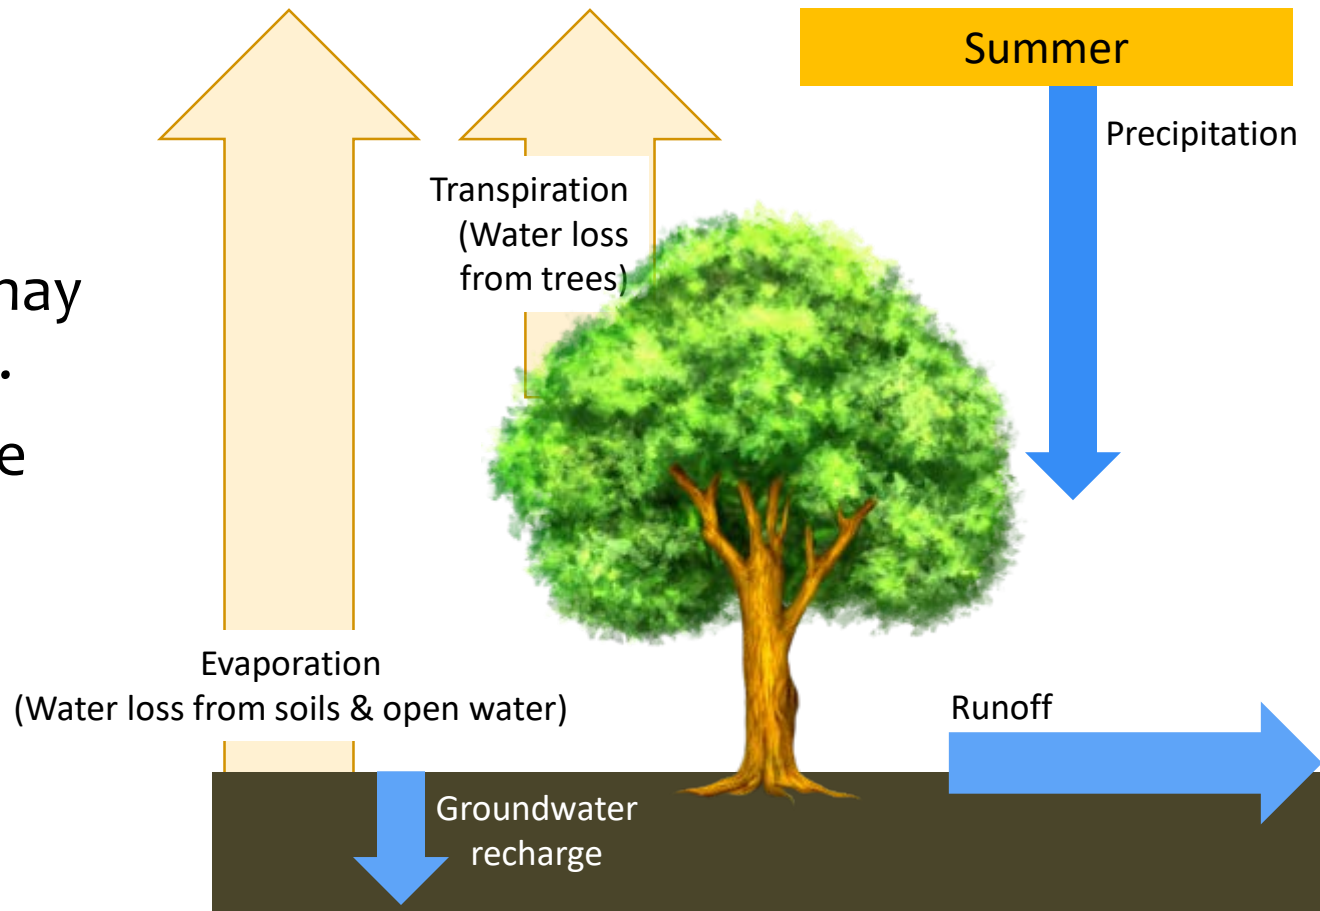 Summer
Precipitation
Transpiration
(Water loss
from trees)
.
e
Evaporation
(Water loss from soils & open water)
Runoff
Groundwater
recharge